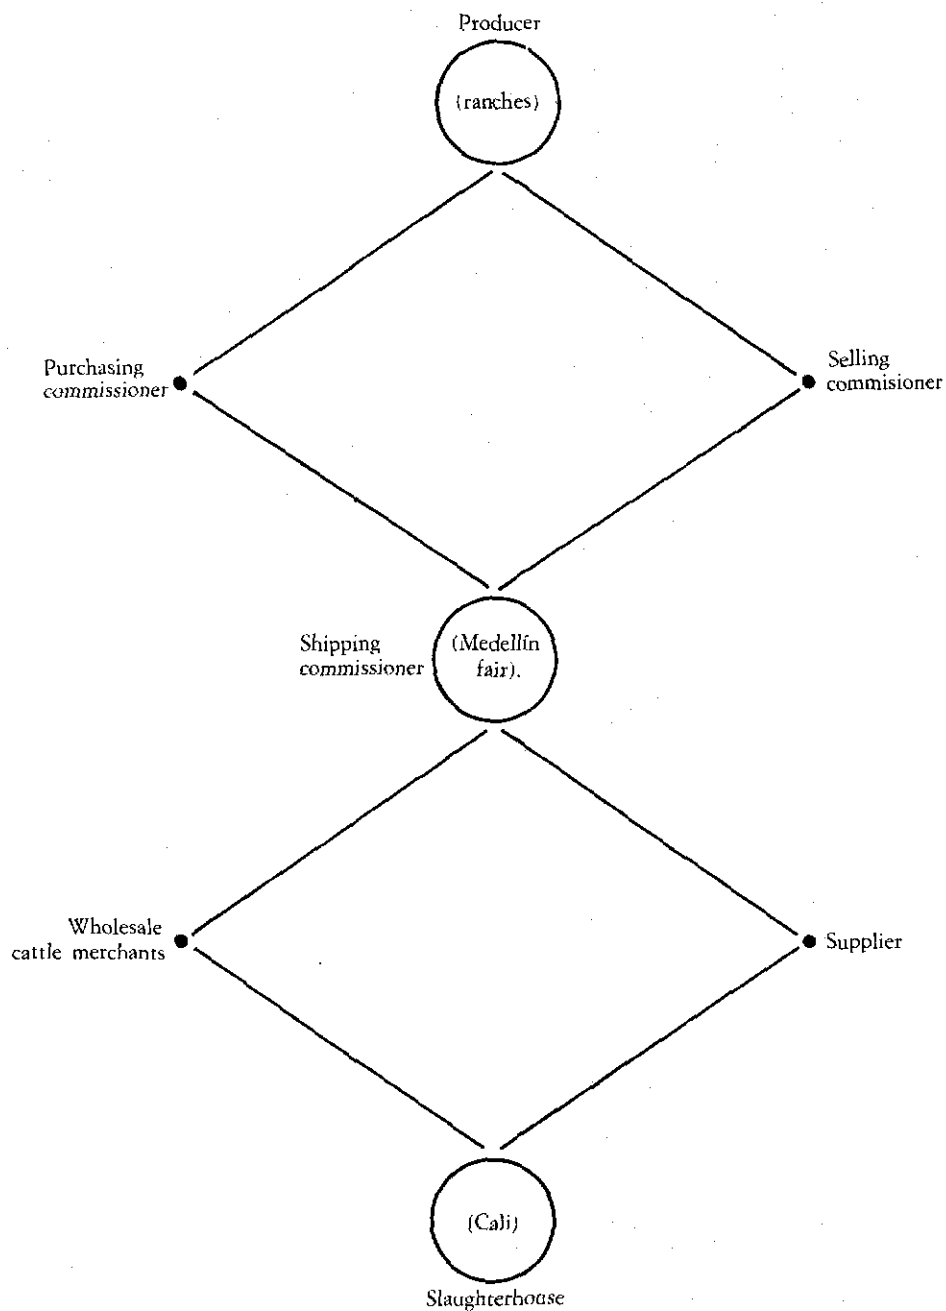 Producer
(ranches)
Purchasing
commissioner
Selling
commisioner
Shipping
commissioner
(Medellín
fair).
Wholesale
cattle merchants
Supplier
(Cali)
Slaughterhouse